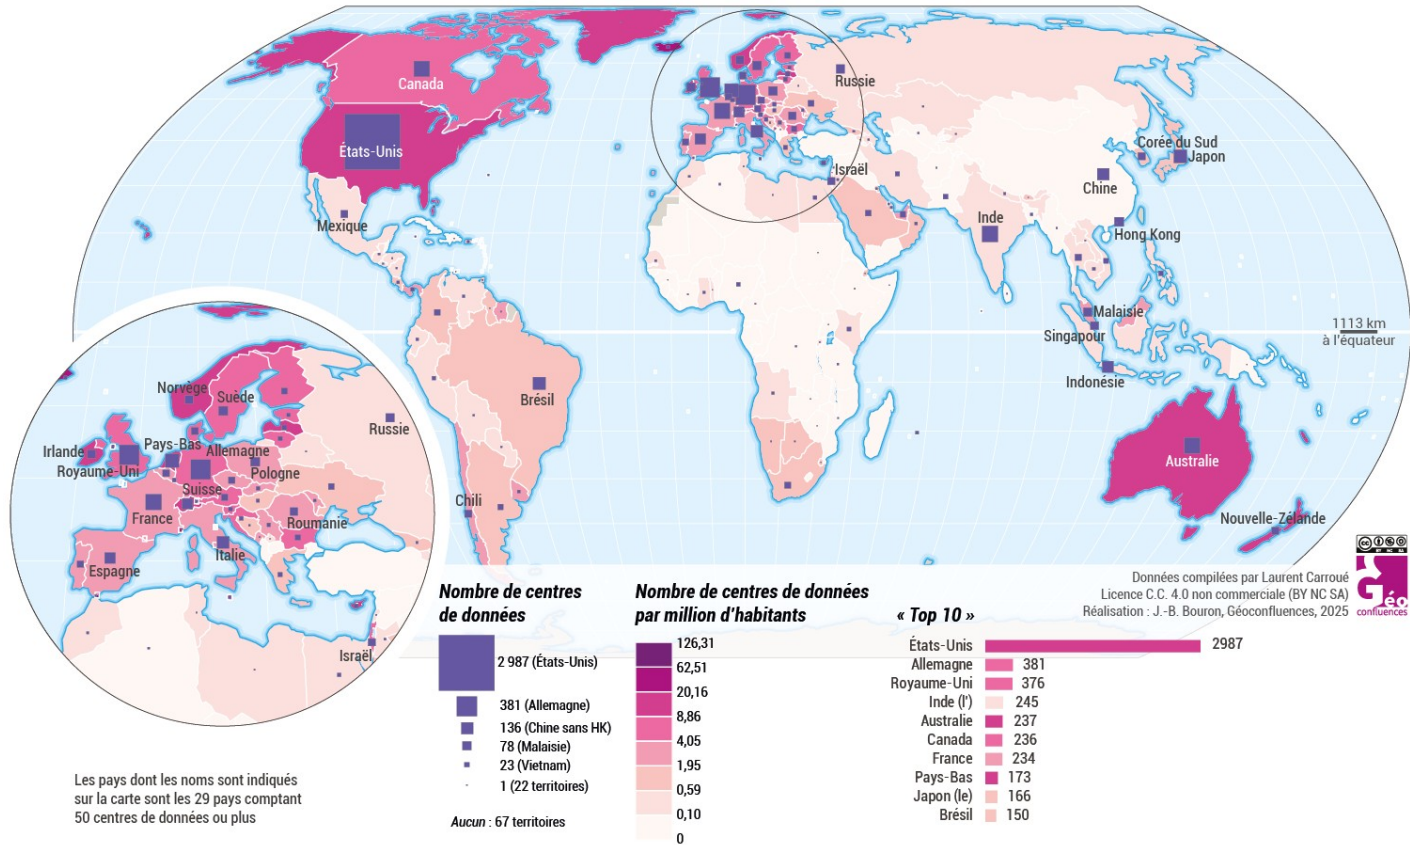 Canada
États-Unis
Mexique
Brésil
Chili
Russie
Israël
Corée du Sud
Japon
Chine
Inde
Hong Kong
Malaisie
Singapour
Indonésie
Australie
Nouvelle-Zélande
1113 km
à l'équateur
Norvège
Suède
Russie
Irlande
Pays-Bas
Allemagne
Royaume-Uni
Pologne
Suisse
France
Roumanie
Italie
Espagne
Israël
Les pays dont les noms sont indiqués
sur la carte sont les 29 pays comptant
50 centres de données ou plus
Nombre de centres
de données
2 987 (États-Unis)
381 (Allemagne)
136 (Chine sans HK)
78 (Malaisie)
23 (Vietnam)
1 (22 territoires)
Aucun : 67 territoires
Nombre de centres de données
par million d'habitants
126,31
62,51
20,16
8,86
4,05
1,95
0,59
0,10
0
« Top 10 »
États-Unis 2987
Allemagne 381
Royaume-Uni 376
Inde (l') 245
Australie 237
Canada 236
France 234
Pays-Bas 173
Japon (le) 166
Brésil 150
Données compilées par Laurent Carroué
Licence C.C. 4.0 non commerciale (BY NC SA)
Réalisation : J.-B. Bouron, Géoconfluences, 2025
cc
BY NC SA
Géo
confluences